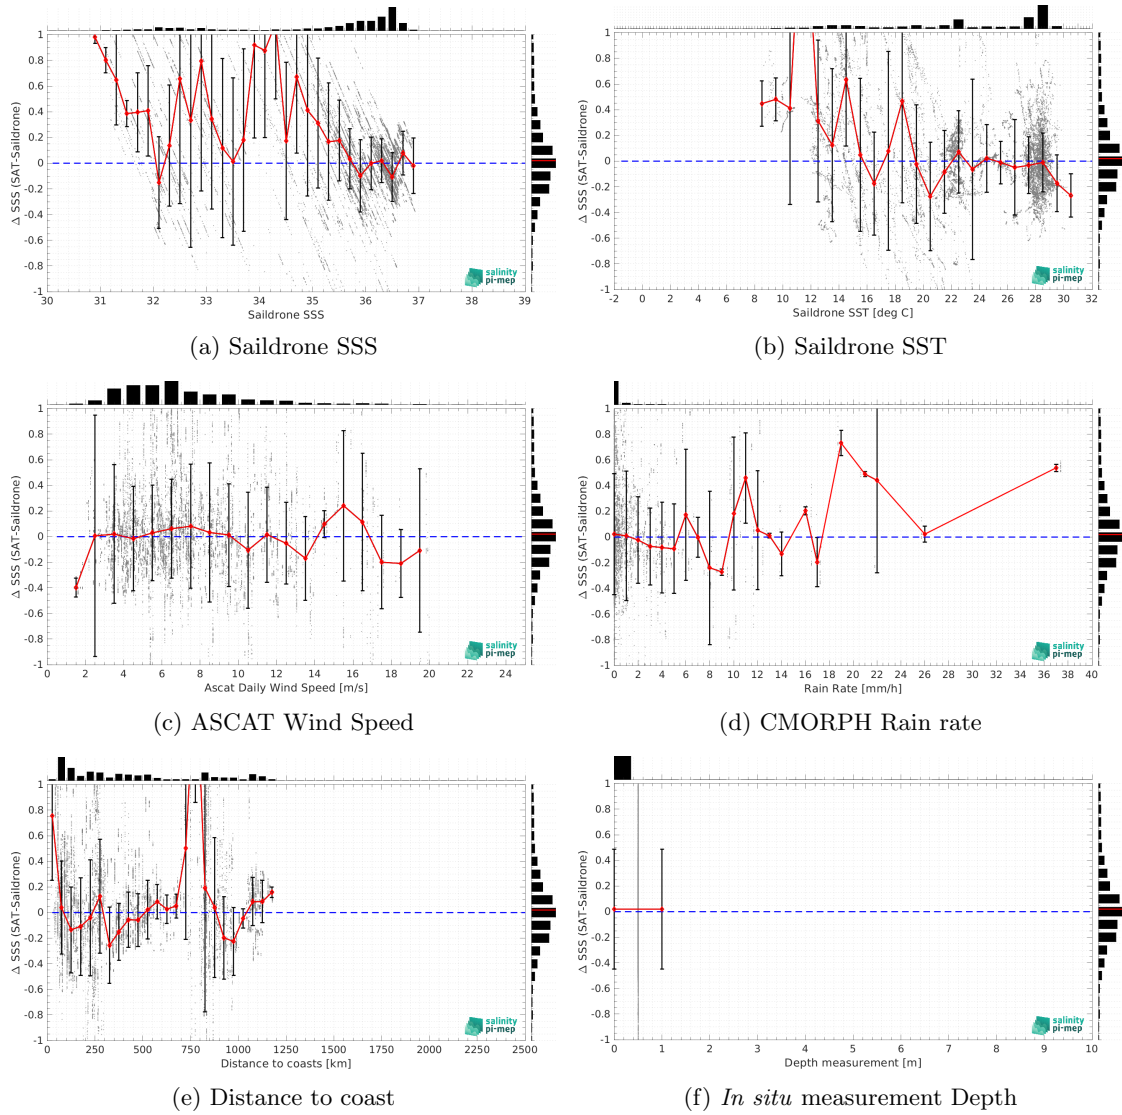 Δ SSS (SAT-Saildrone)
1
0.8
0.6
0.4
0.2
0
-0.2
-0.4
-0.6
-0.8
-1
30 31 32 33 34 35 36 37 38 39
Saildrone SSS
salinity
pi-mep
(a) Saildrone SSS
Δ SSS (SAT-Saildrone)
1
0.8
0.6
0.4
0.2
0
-0.2
-0.4
-0.6
-0.8
-1
-2 0 2 4 6 8 10 12 14 16 18 20 22 24 26 28 30 32
Saildrone SST [deg C]
salinity
pi-mep
(b) Saildrone SST
Δ SSS (SAT-Saildrone)
1
0.8
0.6
0.4
0.2
0
-0.2
-0.4
-0.6
-0.8
-1
0 2 4 6 8 10 12 14 16 18 20 22 24
Ascat Daily Wind Speed [m/s]
salinity
pi-mep
(c) ASCAT Wind Speed
Δ SSS (SAT-Saildrone)
1
0.8
0.6
0.4
0.2
0
-0.2
-0.4
-0.6
-0.8
-1
0 2 4 6 8 10 12 14 16 18 20 22 24 26 28 30 32 34 36 38 40
Rain Rate [mm/h]
salinity
pi-mep
(d) CMORPH Rain rate
Δ SSS (SAT-Saildrone)
1
0.8
0.6
0.4
0.2
0
-0.2
-0.4
-0.6
-0.8
-1
0 250 500 750 1000 1250 1500 1750 2000 2250 2500
Distance to coasts [km]
salinity
pi-mep
(e) Distance to coast
Δ SSS (SAT-Saildrone)
1
0.8
0.6
0.4
0.2
0
-0.2
-0.4
-0.6
-0.8
-1
0 1 2 3 4 5 6 7 8 9 10
Depth measurement [m]
salinity
pi-mep
(f) In situ measurement Depth